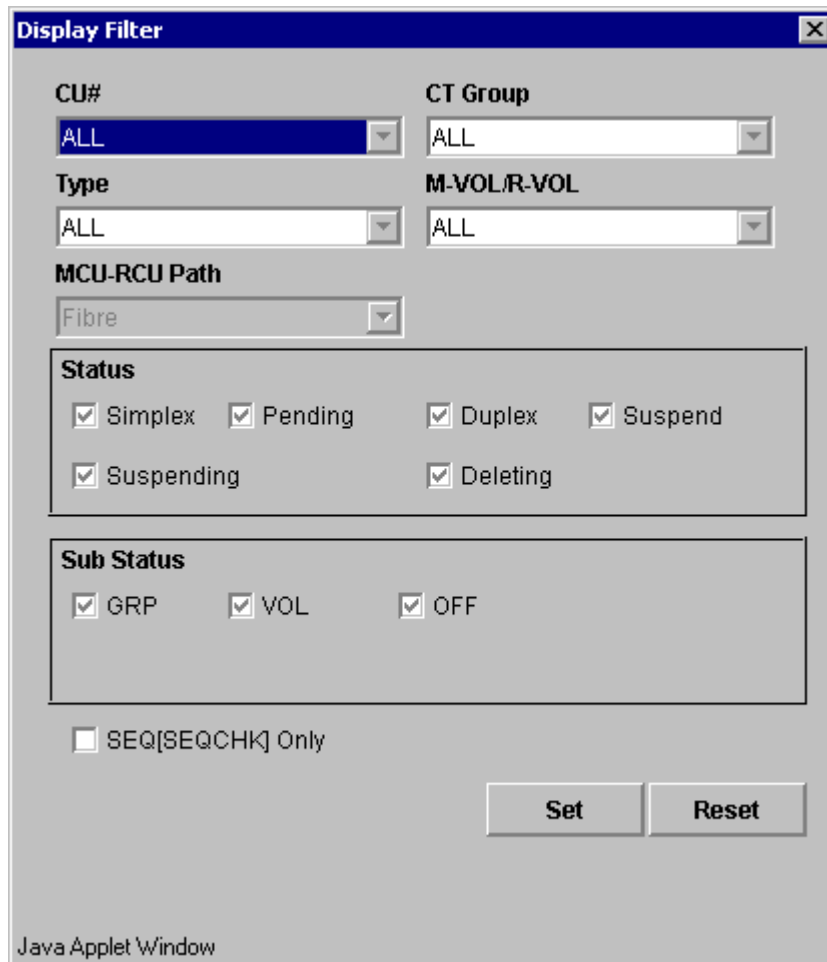 Display Filter
CU# CT Group
ALL ALL
Type M-VOL/R-VOL
ALL ALL
MCU-RCU Path
Fibre
Status
Simplex Pending Duplex Suspend
Suspending Deleting
Sub Status
GRP VOL OFF
SEQ[SEQCHK] Only
Set Reset
Java Applet Window